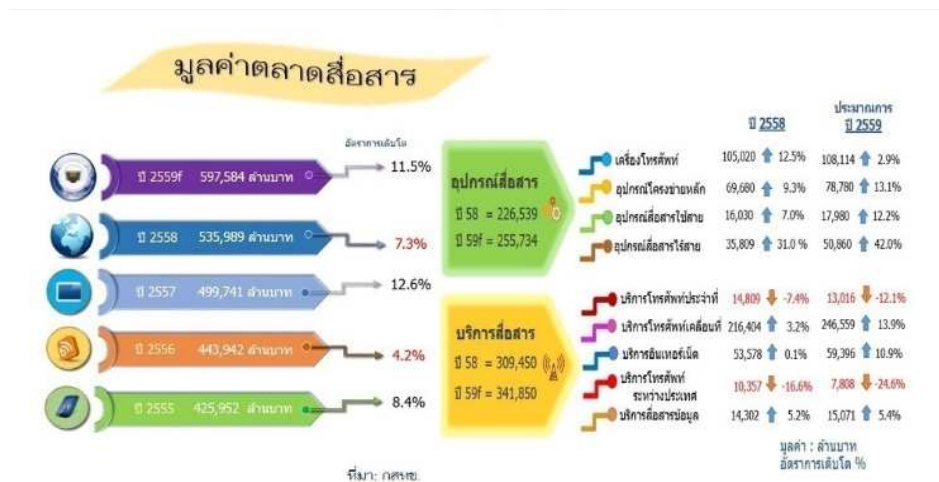 มูลค่าตลาดสื่อสาร
อัตราการเติบโต
ปี 2559f 597,584 ล้านบาท 11.5%
ปี 2558 535,989 ล้านบาท 7.3%
ปี 2557 499,741 ล้านบาท 12.6%
ปี 2556 443,942 ล้านบาท 4.2%
ปี 2555 425,952 ล้านบาท 8.4%
ที่มา: กสทช.
อุปกรณ์สื่อสาร
ปี 58 = 226,539
ปี 59f = 255,734
บริการสื่อสาร
ปี 58 = 309,450
ปี 59f = 341,850
ประมาณการ
ปี 2558 ปี 2559
เครื่องโทรศัพท์ 105,020 12.5% 108,114 2.9%
อุปกรณ์โครงข่ายหลัก 69,680 9.3% 78,780 13.1%
อุปกรณ์สื่อสารใช้สาย 16,030 7.0% 17,980 12.2%
อุปกรณ์สื่อสารไร้สาย 35,809 31.0 % 50,860 42.0%
บริการโทรศัพท์ประจำที่ 14,809 -7.4% 13,016 -12.1%
บริการโทรศัพท์เคลื่อนที่ 216,404 3.2% 246,559 13.9%
บริการอินเทอร์เน็ต 53,578 0.1% 59,396 10.9%
บริการโทรศัพท์
ระหว่างประเทศ 10,357 -16.6% 7,808 -24.6%
บริการสื่อสารข้อมูล 14,302 5.2% 15,071 5.4%
มูลค่า : ล้านบาท
อัตราการเติบโต %